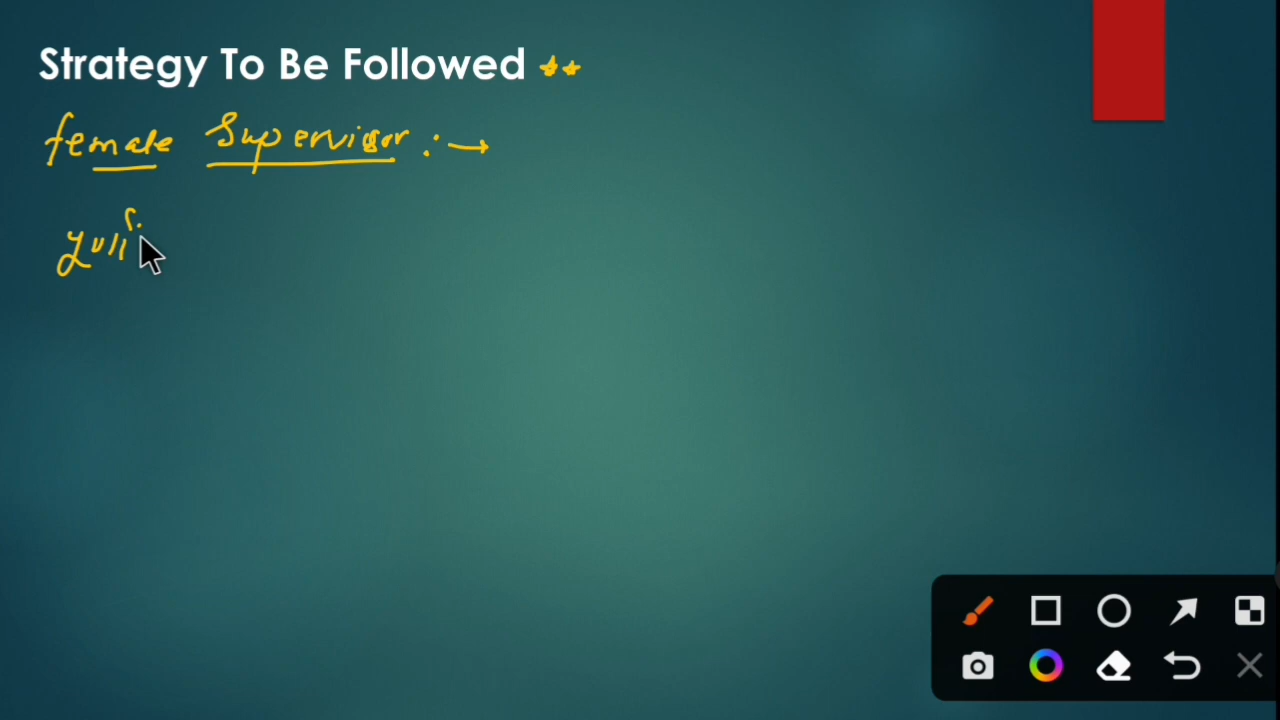 Strategy To Be Followed **
female Supervisor :→